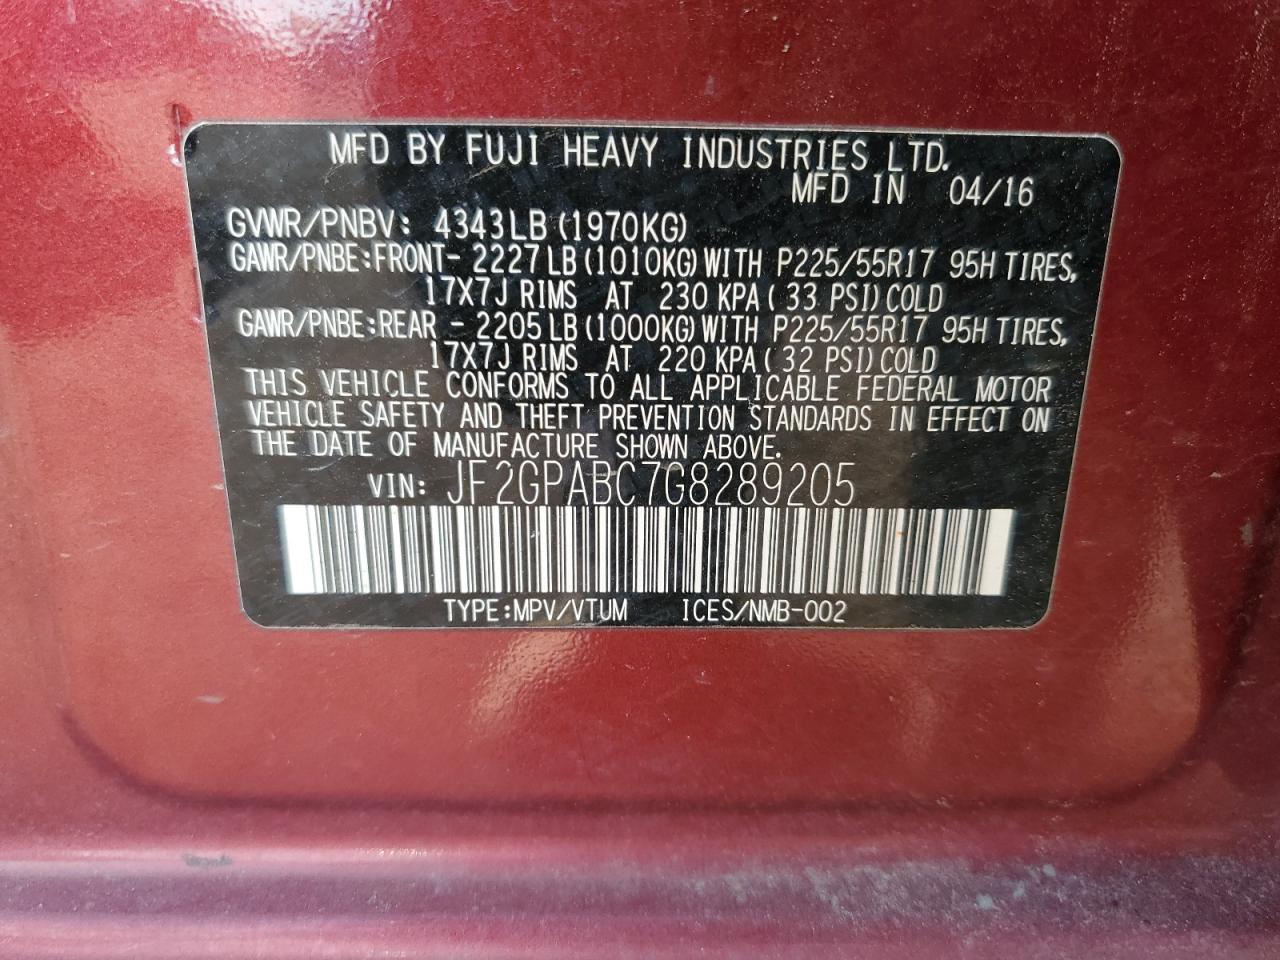 MFD BY FUJI HEAVY INDUSTRIES LTD.
MFD IN 04/16
GVWR/PNBV: 4343LB (1970KG)
GAWR/PNBE:FRONT- 2227 LB (1010KG) WITH P225/55R17 95H TIRES,
17X7J RIMS AT 230 KPA ( 33 PSI) COLD
GAWR/PNBE:REAR - 2205 LB (1000KG) WITH P225/55R17 95H TIRES,
17X7J RIMS AT 220 KPA ( 32 PSI) COLD
THIS VEHICLE CONFORMS TO ALL APPLICABLE FEDERAL MOTOR
VEHICLE SAFETY AND THEFT PREVENTION STANDARDS IN EFFECT ON
THE DATE OF MANUFACTURE SHOWN ABOVE.
VIN: JF2GPABC7G8289205
TYPE:MPV/VTUM ICES/NMB-002